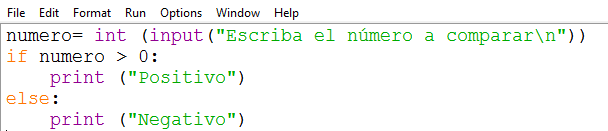 File Edit Format Run Options Window Help
numero= int (input("Escriba el número a comparar\n"))
if numero > 0:
    print ("Positivo")
else:
    print ("Negativo")